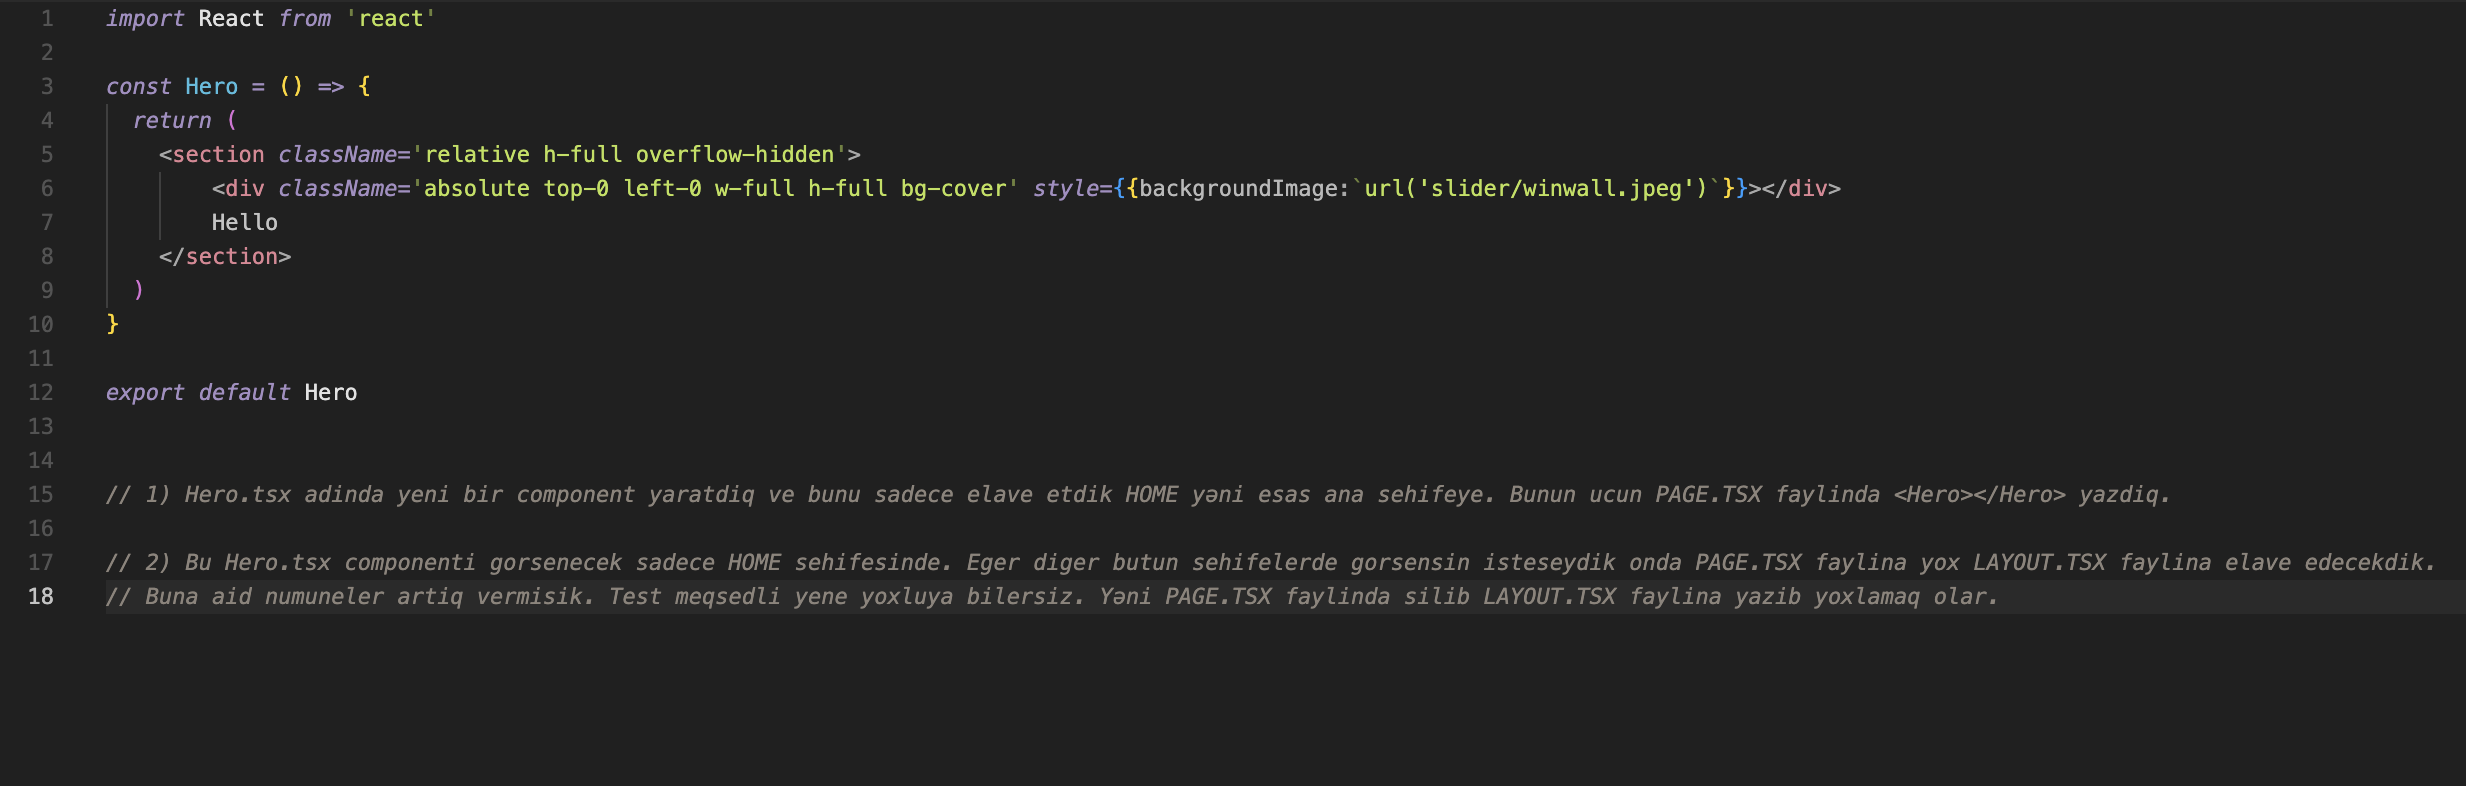 1 import React from 'react'
2
3 const Hero = () => {
4 return (
5 <section className='relative h-full overflow-hidden'>
6 <div className='absolute top-0 left-0 w-full h-full bg-cover' style={{backgroundImage:`url('slider/winwall.jpeg')`}}></div>
7 Hello
8 </section>
9 )
10 }
11
12 export default Hero
13
14
15 // 1) Hero.tsx adinda yeni bir component yaratdiq ve bunu sadece elave etdik HOME yəni esas ana sehifeye. Bunun ucun PAGE.TSX faylinda <Hero></Hero> yazdiq.
16
17 // 2) Bu Hero.tsx componenti gorsenecek sadece HOME sehifesinde. Eger diger butun sehifelerde gorsensin isteseydik onda PAGE.TSX faylina yox LAYOUT.TSX faylina elave edecekdik.
18 // Buna aid numuneler artiq vermisik. Test meqsedli yene yoxluya bilersiz. Yəni PAGE.TSX faylinda silib LAYOUT.TSX faylina yazib yoxlamaq olar.